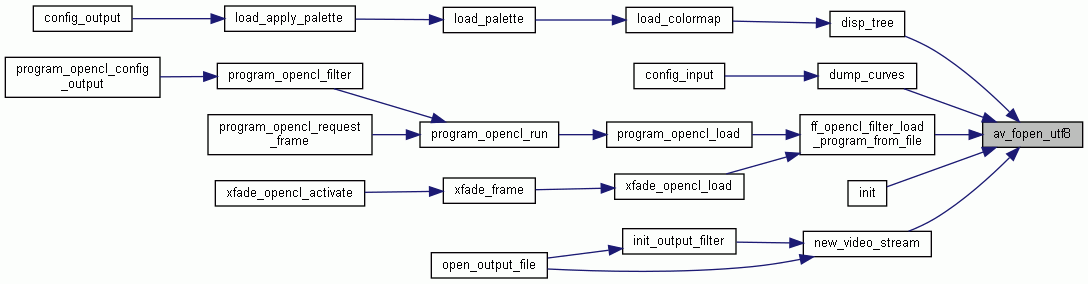 config_output
load_apply_palette
load_palette
load_colormap
disp_tree
program_opencl_config
_output
program_opencl_filter
config_input
dump_curves
program_opencl_request
_frame
program_opencl_run
program_opencl_load
ff_opencl_filter_load
_program_from_file
av_fopen_utf8
xfade_opencl_activate
xfade_frame
xfade_opencl_load
init
init_output_filter
new_video_stream
open_output_file